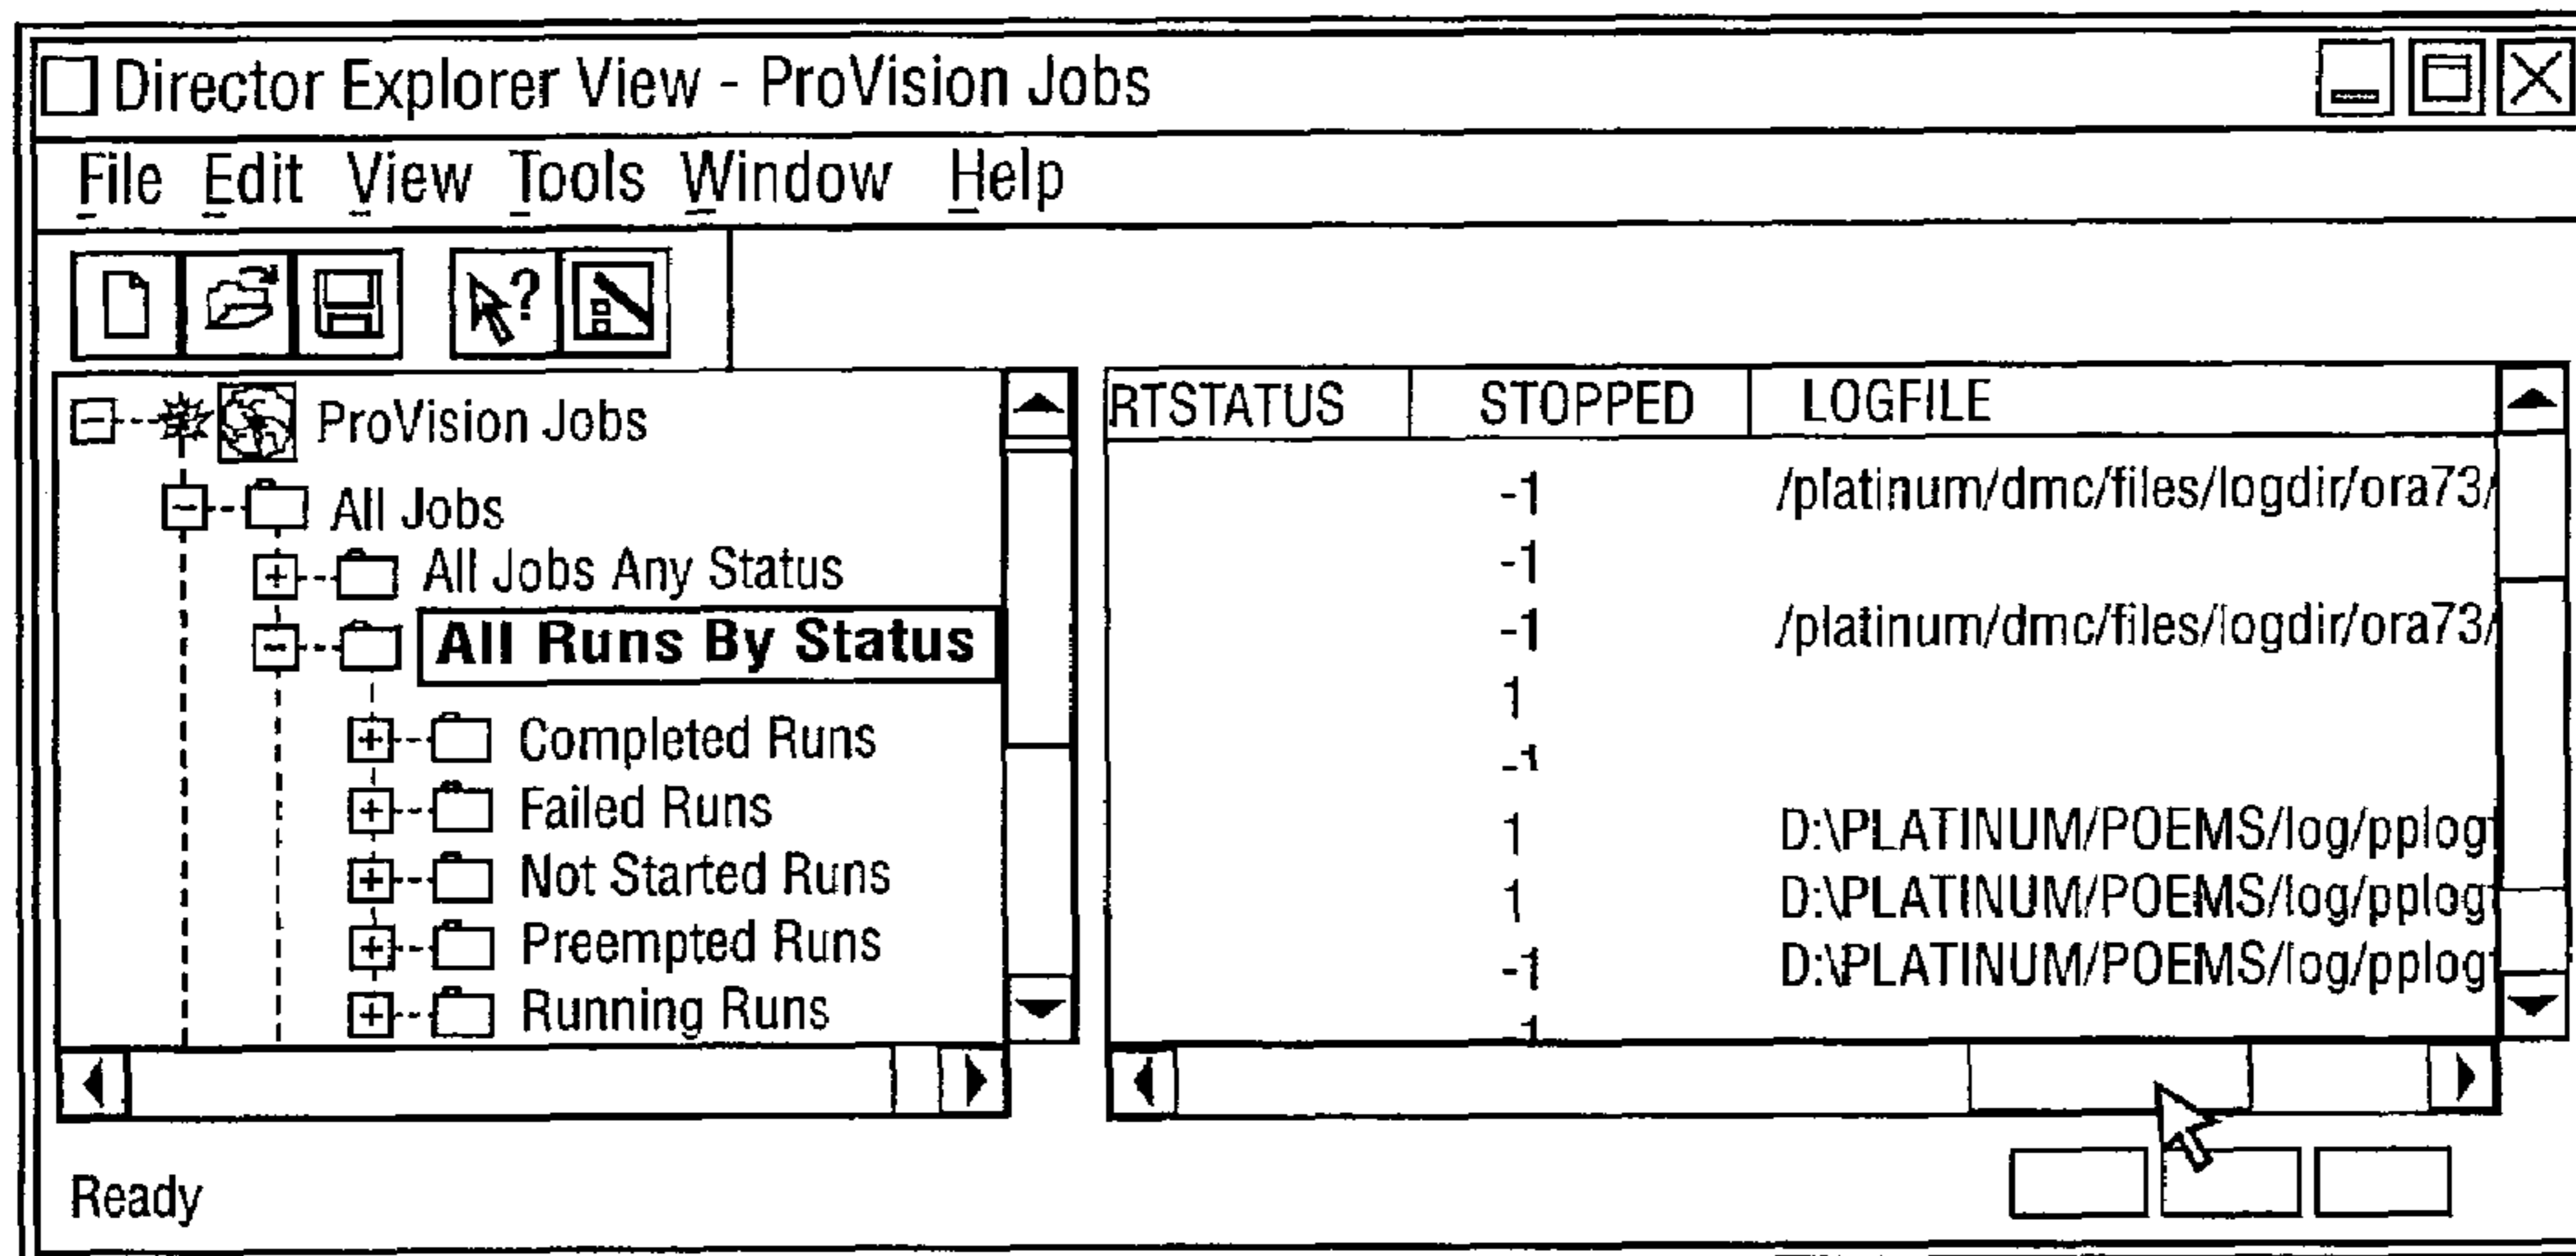 Director Explorer View - ProVision Jobs
File Edit View Tools Window Help
ProVision Jobs
All Jobs
All Jobs Any Status
All Runs By Status
Completed Runs
Failed Runs
Not Started Runs
Preempted Runs
Running Runs
RTSTATUS STOPPED LOGFILE
-1 /platinum/dmc/files/logdir/ora73/
-1
-1 /platinum/dmc/files/logdir/ora73/
1
-1
1 D:\PLATINUM/POEMS/log/pplog
1 D:\PLATINUM/POEMS/log/pplog
-1 D:\PLATINUM/POEMS/log/pplog
-1
Ready